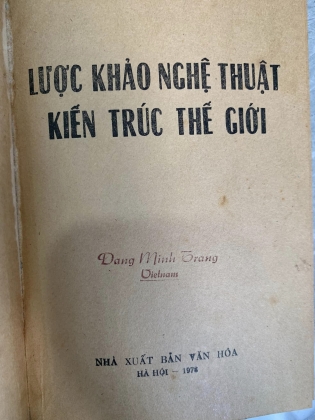 LƯỢC KHẢO NGHỆ THUẬT
KIẾN TRÚC THẾ GIỚI
Dang Minh Trang
Vietnam
NHÀ XUẤT BẢN VĂN HÓA
HÀ NỘI — 1976